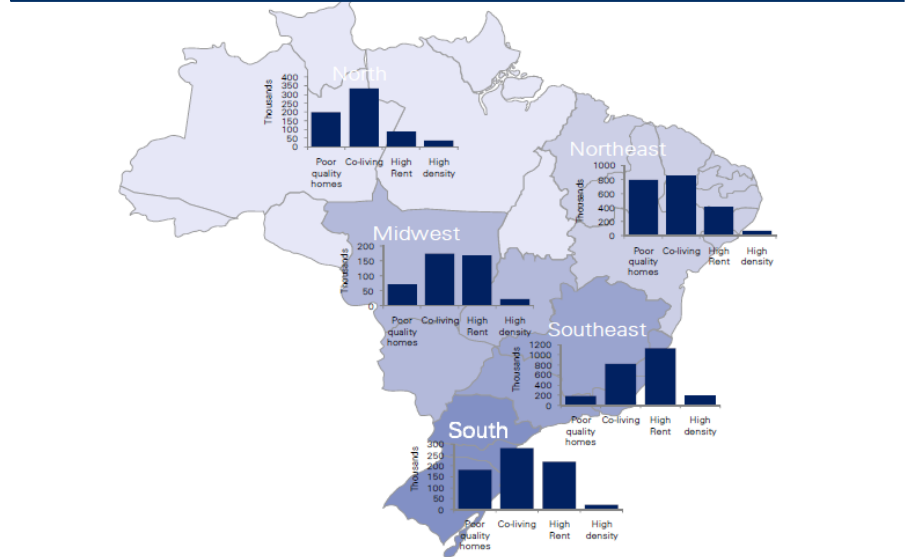 North
Thousands
400
350
300
250
200
150
100
50
0
Poor quality homes
Co-living
High Rent
High density
Northeast
Thousands
1000
800
600
400
200
0
Poor quality homes
Co-living
High Rent
High density
Midwest
Thousands
200
150
100
50
0
Poor quality homes
Co-living
High Rent
High density
Southeast
Thousands
1200
1000
800
600
400
200
0
Poor quality homes
Co-living
High Rent
High density
South
Thousands
300
250
200
150
100
50
0
Poor quality homes
Co-living
High Rent
High density